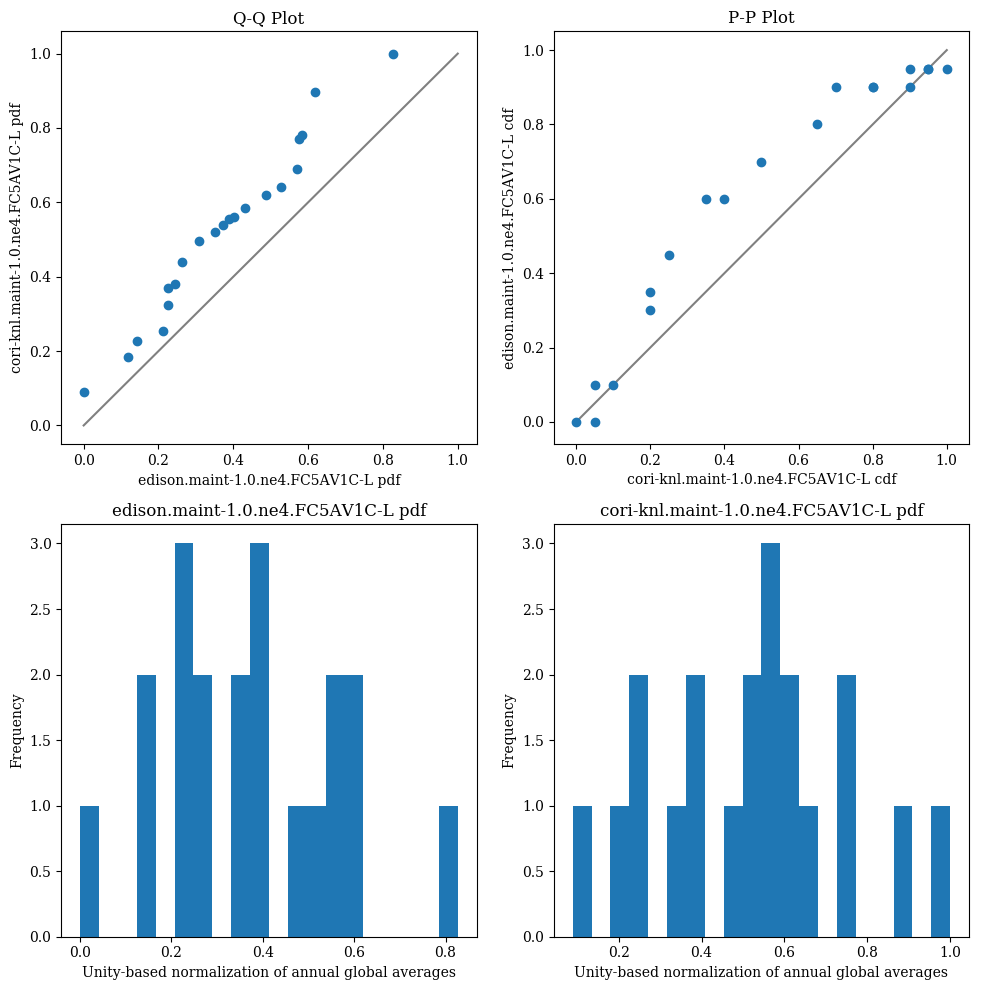 Q-Q Plot
1.0
0.8
0.6
0.4
0.2
0.0
cori-knl.maint-1.0.ne4.FC5AV1C-L pdf
0.0 0.2 0.4 0.6 0.8 1.0
edison.maint-1.0.ne4.FC5AV1C-L pdf
P-P Plot
1.0
0.8
0.6
0.4
0.2
0.0
edison.maint-1.0.ne4.FC5AV1C-L cdf
0.0 0.2 0.4 0.6 0.8 1.0
cori-knl.maint-1.0.ne4.FC5AV1C-L cdf
edison.maint-1.0.ne4.FC5AV1C-L pdf
3.0
2.5
2.0
1.5
1.0
0.5
0.0
Frequency
0.0 0.2 0.4 0.6 0.8
Unity-based normalization of annual global averages
cori-knl.maint-1.0.ne4.FC5AV1C-L pdf
3.0
2.5
2.0
1.5
1.0
0.5
0.0
Frequency
0.2 0.4 0.6 0.8 1.0
Unity-based normalization of annual global averages